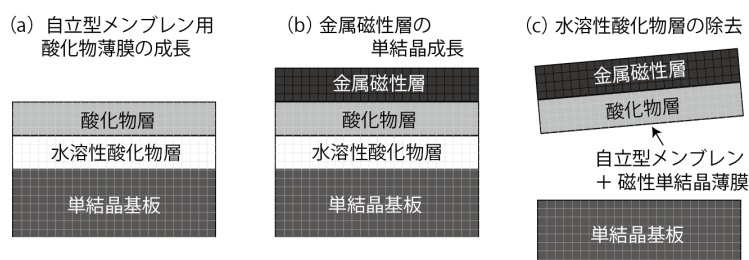 (a) 自立型メンブレン用
酸化物薄膜の成長
酸化物層
水溶性酸化物層
単結晶基板
(b) 金属磁性層の
単結晶成長
金属磁性層
酸化物層
水溶性酸化物層
単結晶基板
(c) 水溶性酸化物層の除去
金属磁性層
酸化物層
自立型メンブレン
＋ 磁性単結晶薄膜
単結晶基板